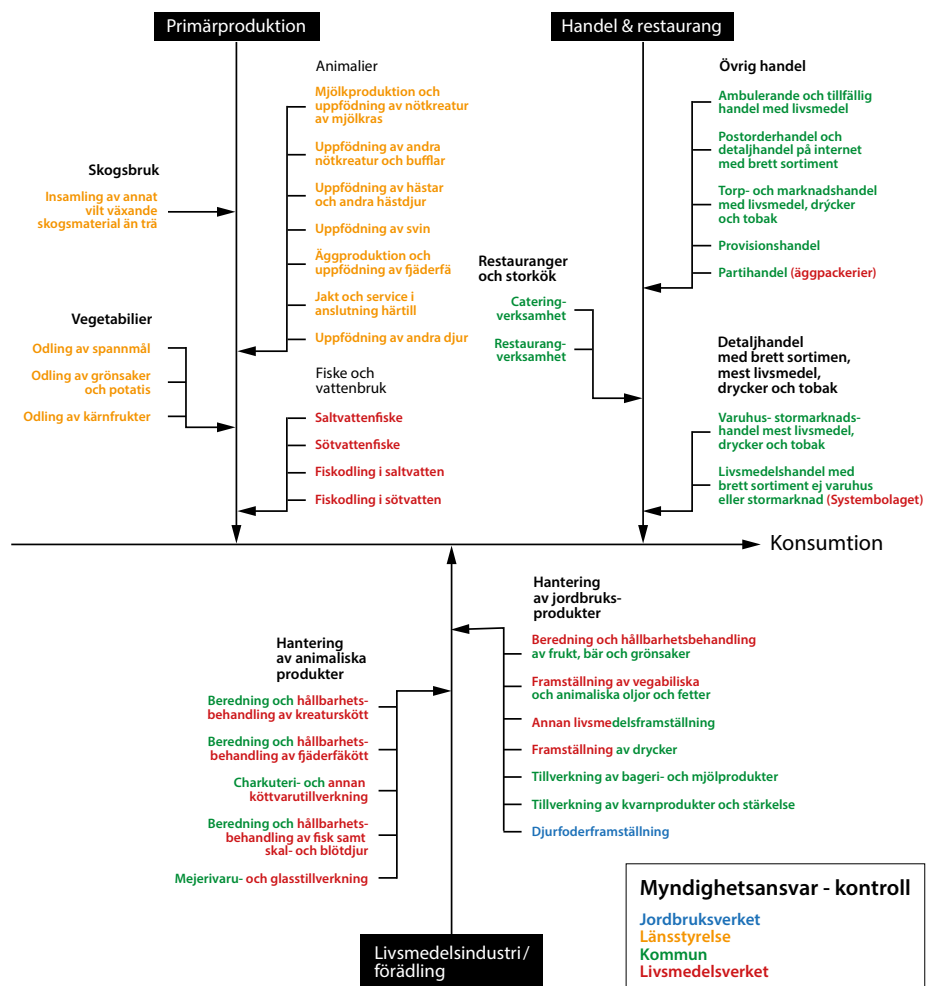 Primärproduktion
Skogsbruk
Insamling av annat
vilt växande
skogsmaterial än trä
Vegetabilier
Odling av spannmål
Odling av grönsaker
och potatis
Odling av kärnfrukter
Animalier
Mjölkproduktion och
uppfödning av nötkreatur
av mjölkras
Uppfödning av andra
nötkreatur och bufflar
Uppfödning av hästar
och andra hästdjur
Uppfödning av svin
Äggproduktion och
uppfödning av fjäderfä
Jakt och service i
anslutning härtill
Uppfödning av andra djur
Fiske och
vattenbruk
Saltvattenfiske
Sötvattenfiske
Fiskodling i saltvatten
Fiskodling i sötvatten
Handel & restaurang
Restauranger
och storkök
Catering-
verksamhet
Restaurang-
verksamhet
Övrig handel
Ambulerande och tillfällig
handel med livsmedel
Postorderhandel och
detaljhandel på internet
med brett sortiment
Torp- och marknadshandel
med livsmedel, drýcker
och tobak
Provisionshandel
Partihandel (äggpackerier)
Detaljhandel
med brett sortimen,
mest livsmedel,
drycker och tobak
Varuhus- stormarknads-
handel mest livsmedel,
drycker och tobak
Livsmedelshandel med
brett sortiment ej varuhus
eller stormarknad (Systembolaget)
Konsumtion
Hantering
av animaliska
produkter
Beredning och hållbarhets-
behandling av kreaturskött
Beredning och hållbarhets-
behandling av fjäderfäkött
Charkuteri- och annan
köttvarutillverkning
Beredning och hållbarhets-
behandling av fisk samt
skal- och blötdjur
Mejerivaru- och glasstillverkning
Hantering
av jordbruks-
produkter
Beredning och hållbarhetsbehandling
av frukt, bär och grönsaker
Framställning av vegabiliska
och animaliska oljor och fetter
Annan livsmedelsframställning
Framställning av drycker
Tillverkning av bageri- och mjölprodukter
Tillverkning av kvarnprodukter och stärkelse
Djurfoderframställning
Livsmedelsindustri/
förädling
Myndighetsansvar - kontroll
Jordbruksverket
Länsstyrelse
Kommun
Livsmedelsverket